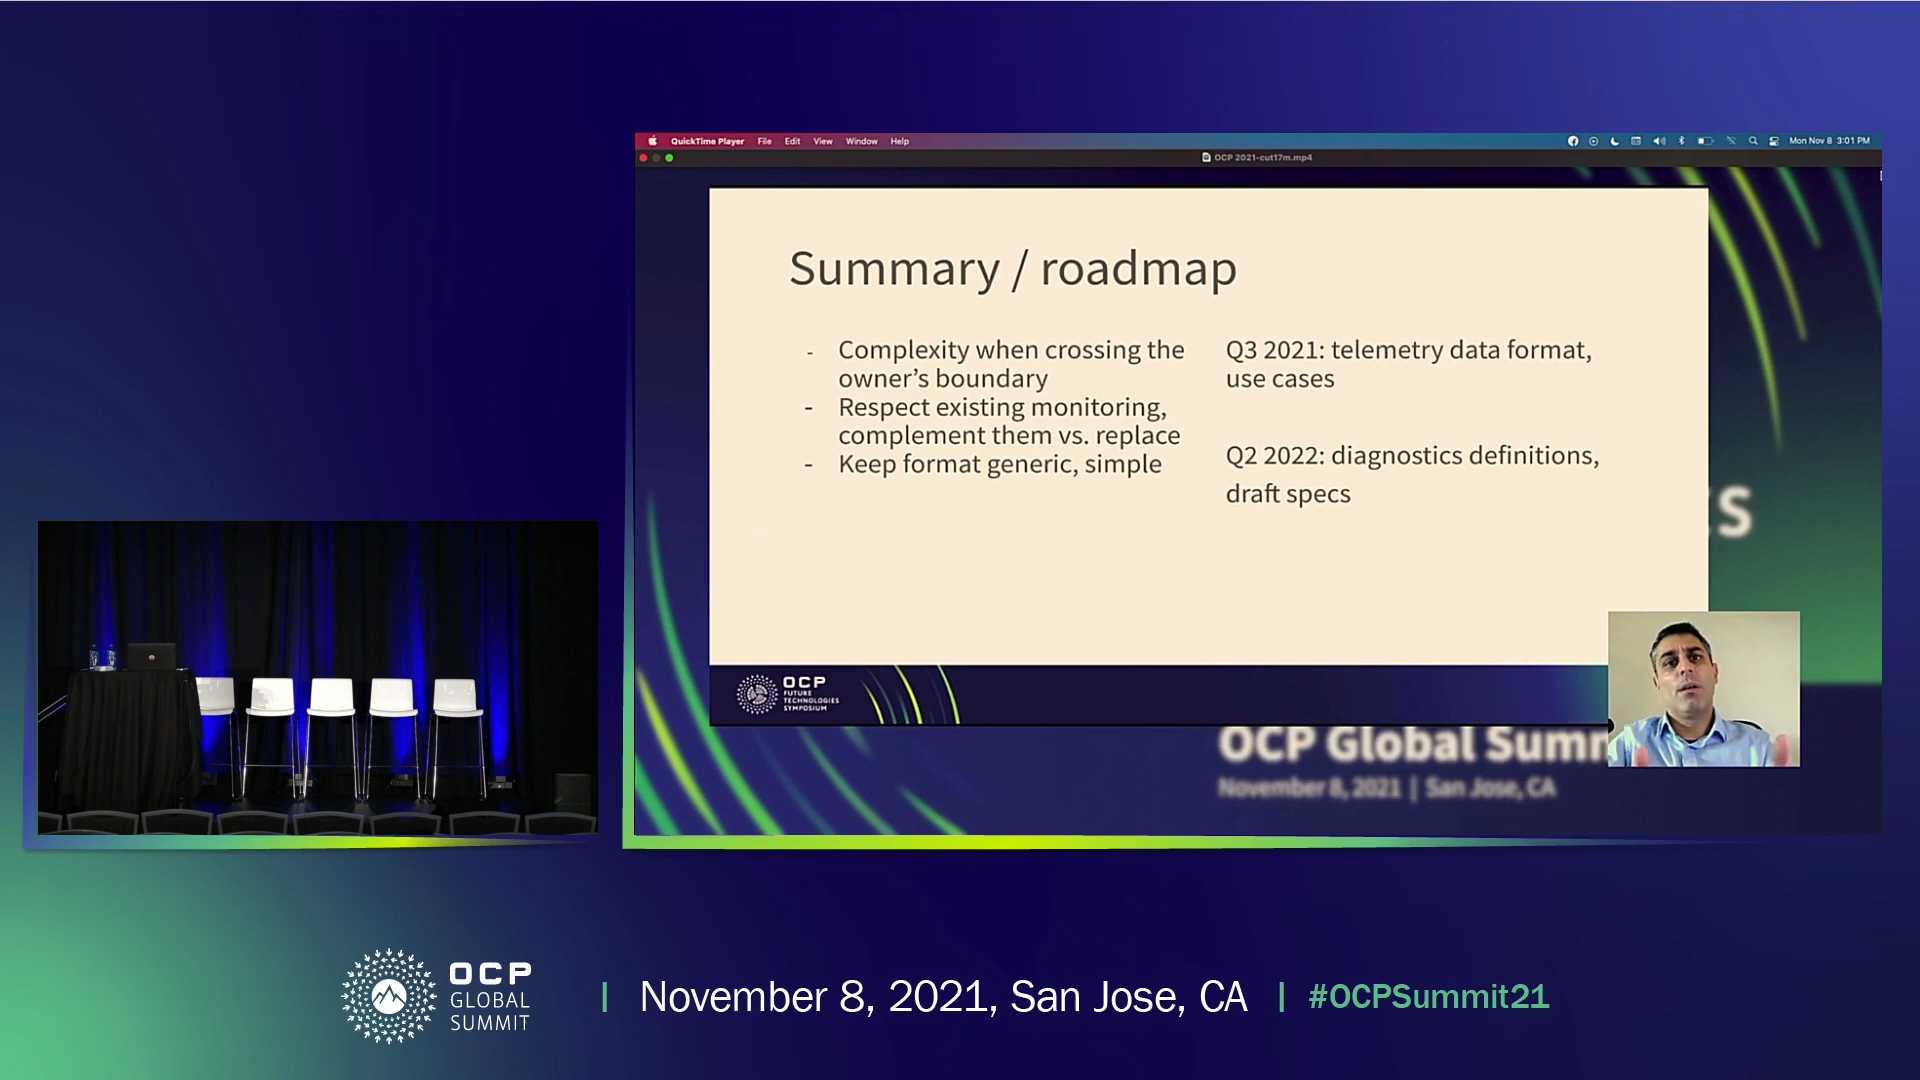 QuickTime Player File Edit View Window Help
Mon Nov 8 3:01 PM
OCP 2021-cut17m.mp4
Summary / roadmap
- Complexity when crossing the
owner's boundary
- Respect existing monitoring,
complement them vs. replace
- Keep format generic, simple
Q3 2021: telemetry data format,
use cases
Q2 2022: diagnostics definitions,
draft specs
OCP
FUTURE
TECHNOLOGIES
SYMPOSIUM
OCP Global Summ
November 8, 2021 | San Jose, CA
OCP
GLOBAL
SUMMIT
| November 8, 2021, San Jose, CA | #OCPSummit21